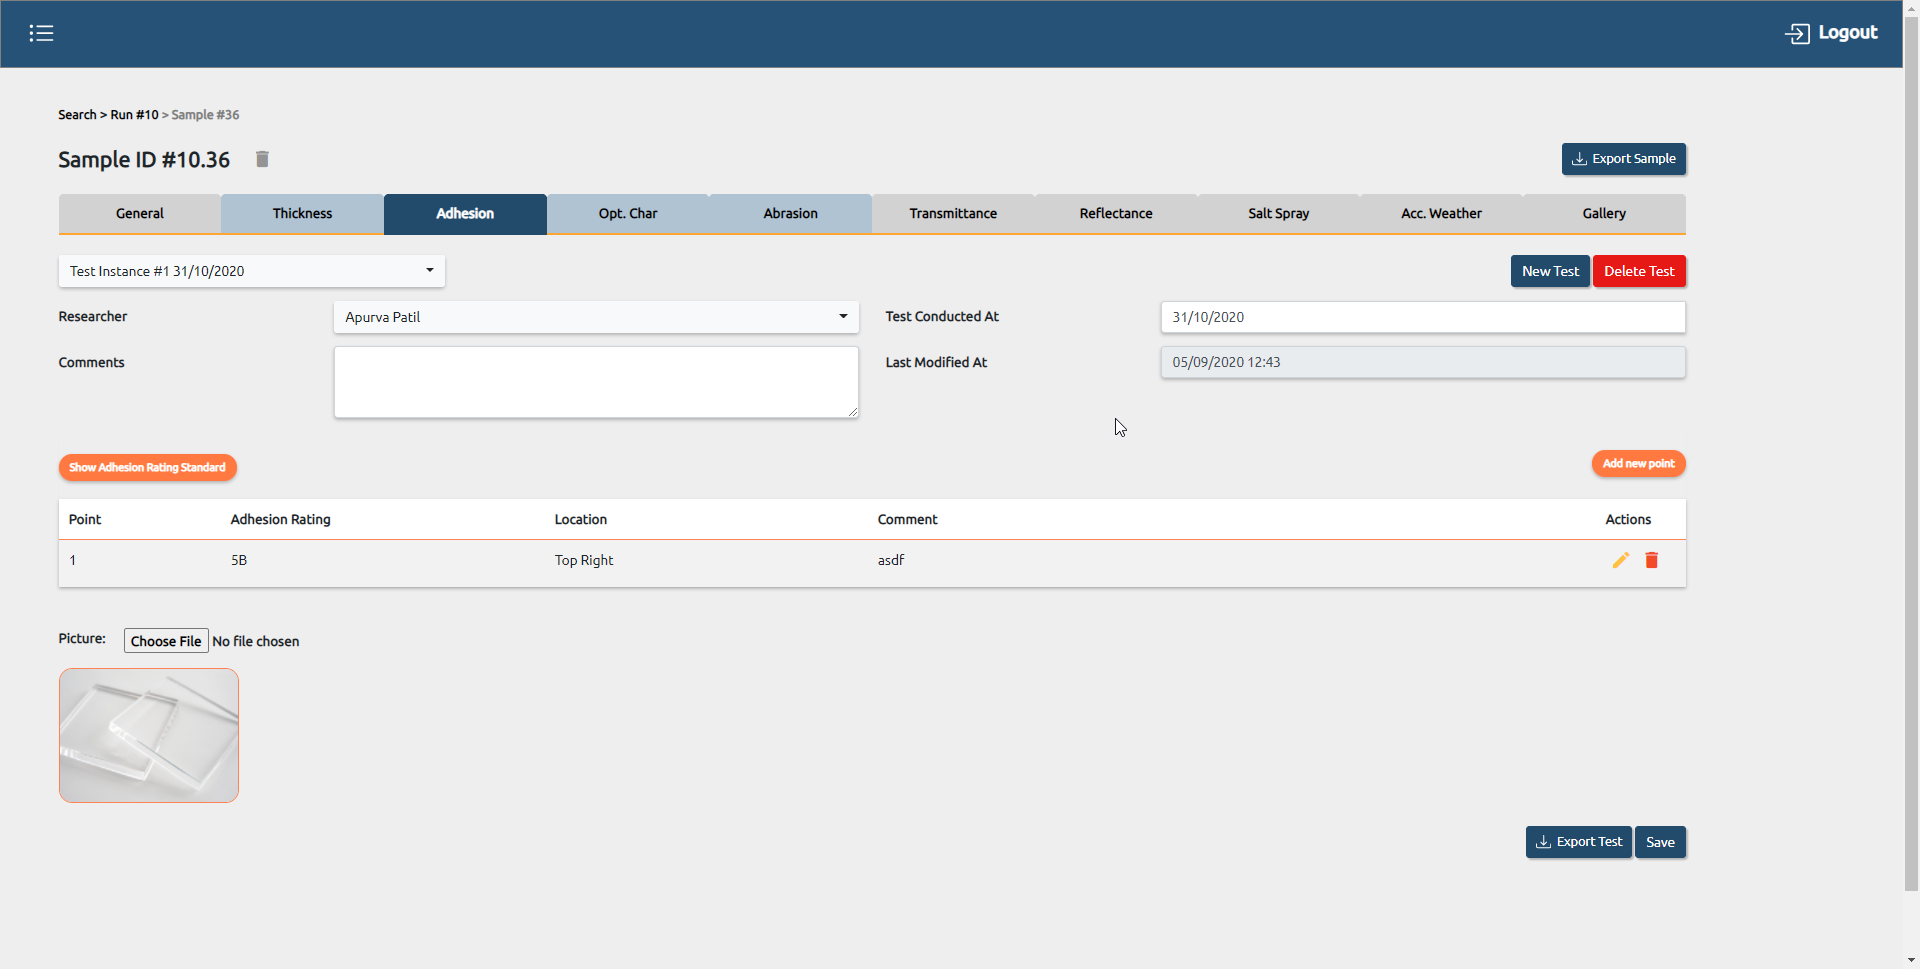 Logout
Search > Run #10 > Sample #36
Sample ID #10.36
Export Sample
General Thickness Adhesion Opt. Char Abrasion Transmittance Reflectance Salt Spray Acc. Weather Gallery
Test Instance #1 31/10/2020
New Test Delete Test
Researcher Apurva Patil Test Conducted At 31/10/2020
Comments Last Modified At 05/09/2020 12:43
Show Adhesion Rating Standard Add new point
Point Adhesion Rating Location Comment Actions
1 5B Top Right asdf
Picture: Choose File No file chosen
Export Test Save